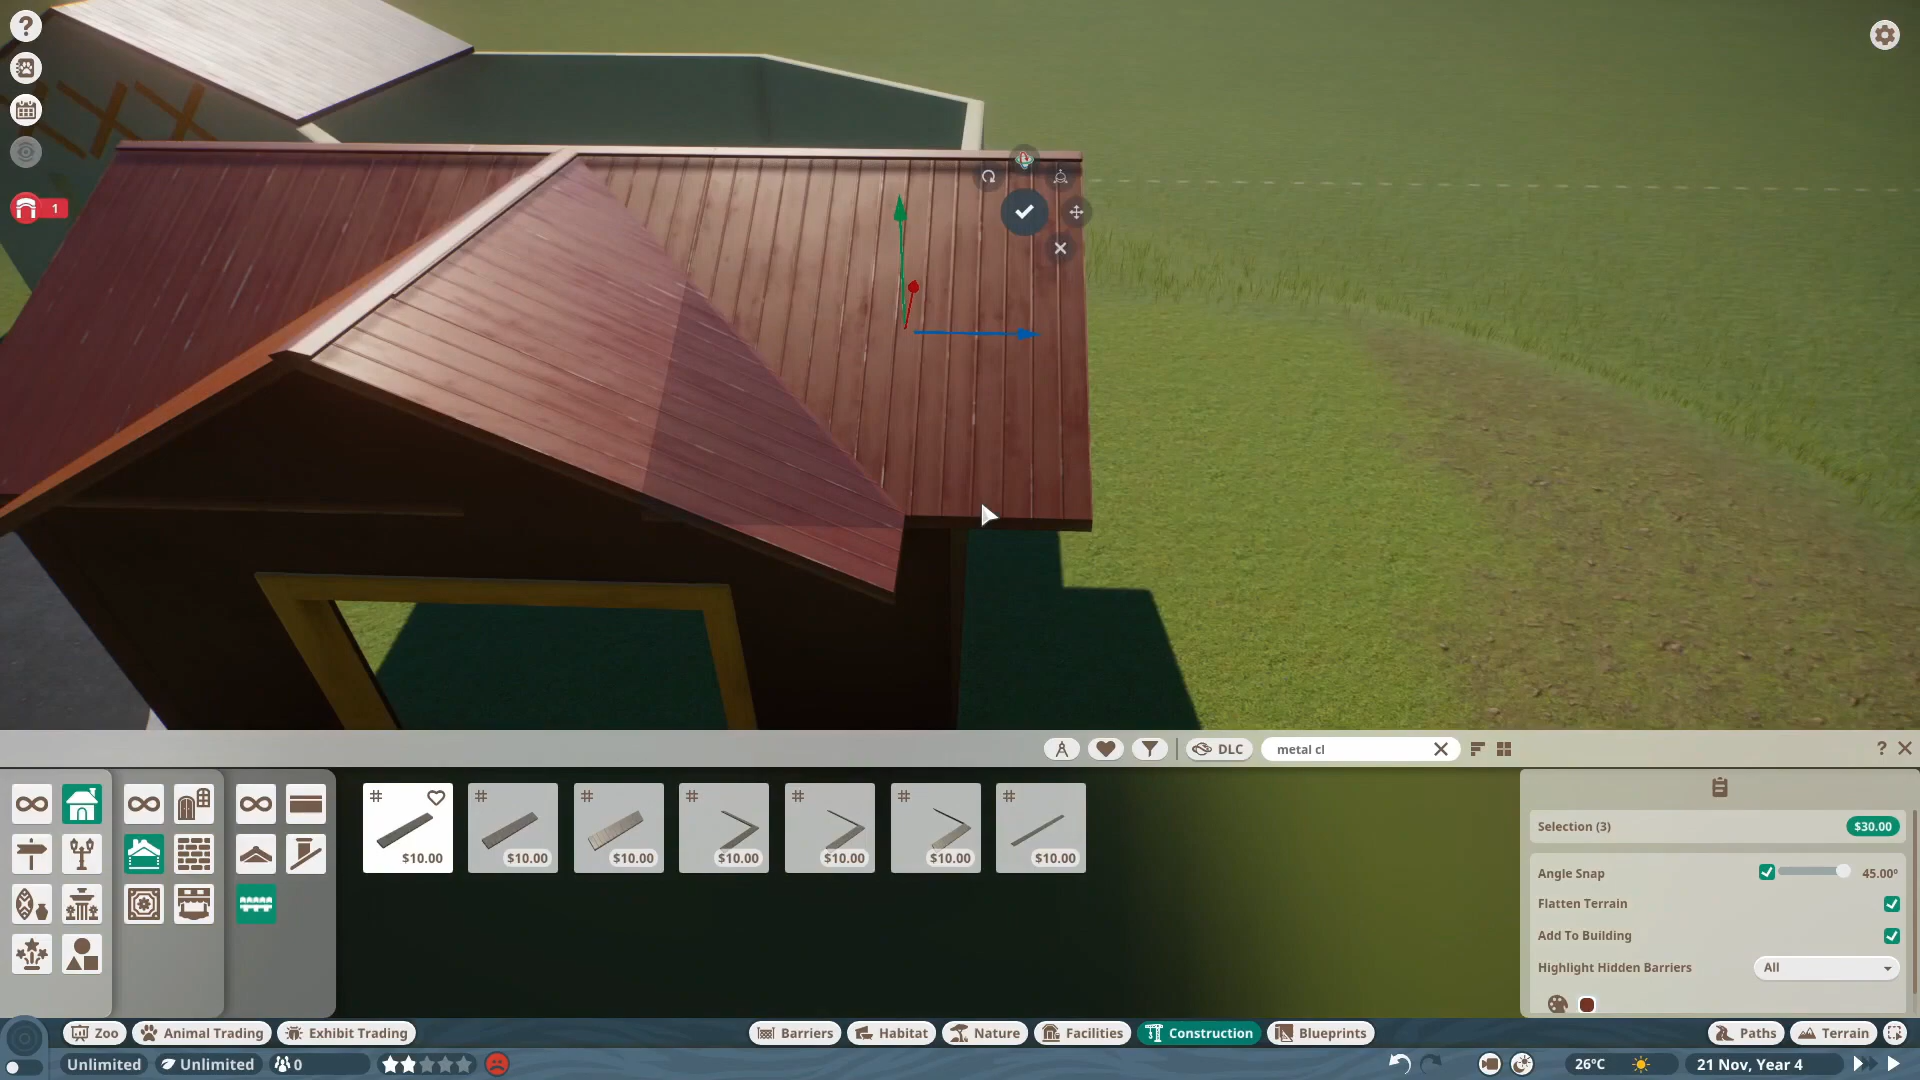 ?
1
DLC
metal cl
?
$10.00
$10.00
$10.00
$10.00
$10.00
$10.00
$10.00
Selection (3)
$30.00
Angle Snap
45.00°
Flatten Terrain
Add To Building
Highlight Hidden Barriers
All
Zoo
Animal Trading
Exhibit Trading
Barriers
Habitat
Nature
Facilities
Construction
Blueprints
Paths
Terrain
Unlimited
Unlimited
0
26°C
21 Nov, Year 4